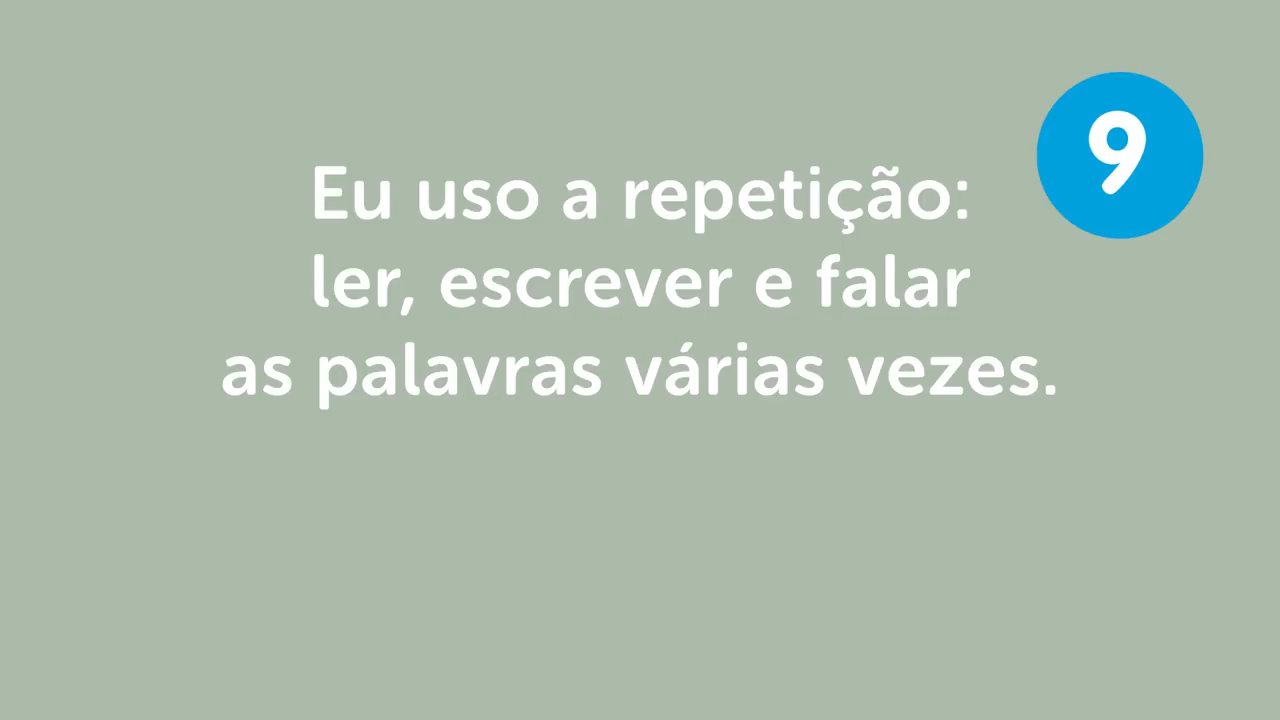 9
Eu uso a repetição:
ler, escrever e falar
as palavras várias vezes.